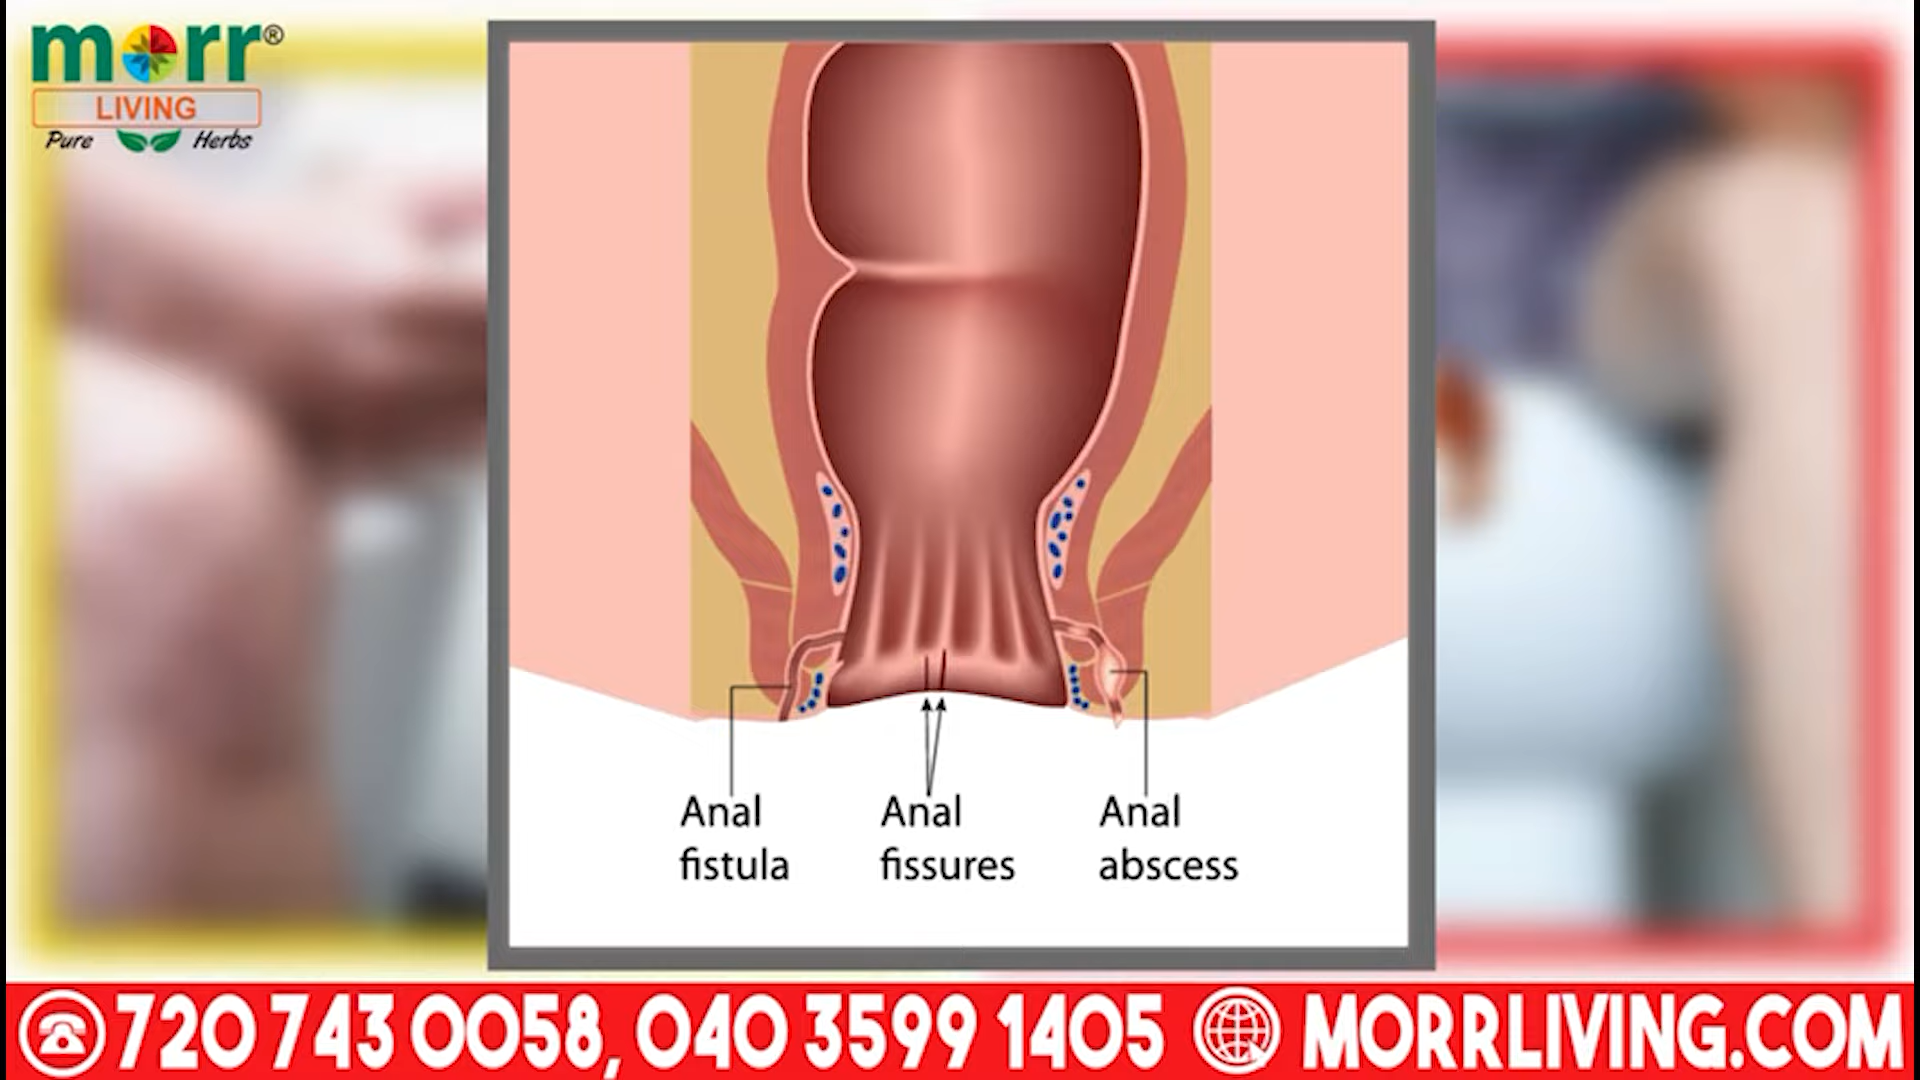 morr®
LIVING
Pure Herbs
Anal
fistula
Anal
fissures
Anal
abscess
720 743 0058, 040 3599 1405 MORRLIVING.COM